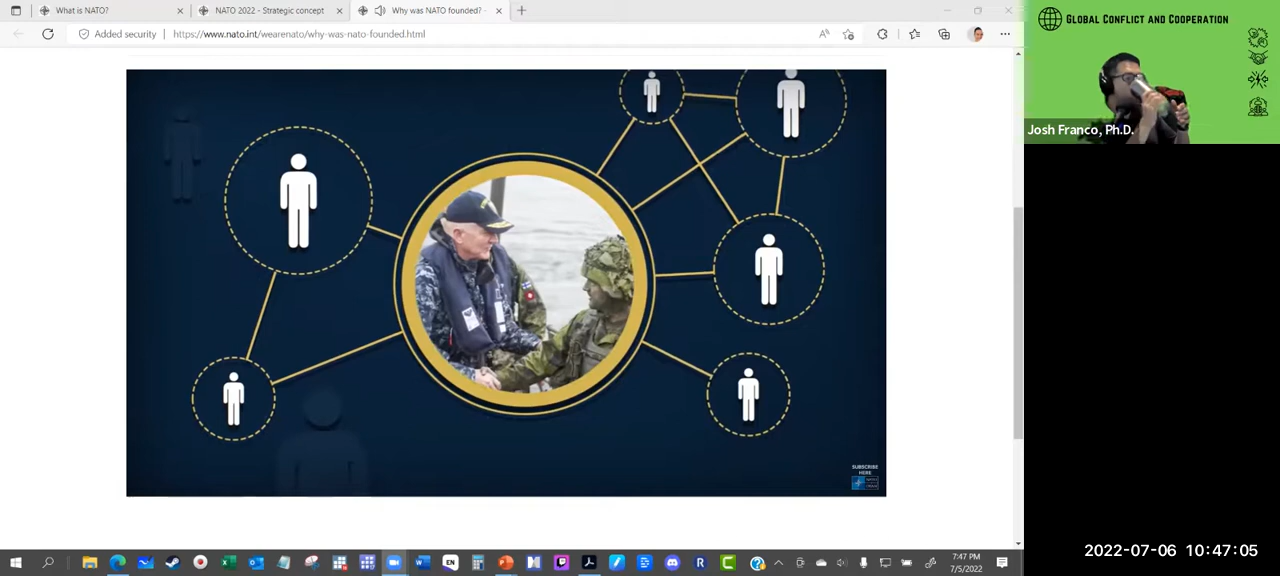 What is NATO?
NATO 2022 - Strategic concept
Why was NATO founded? -
Added security
https://www.nato.int/wearenato/why-was-nato-founded.html
GLOBAL CONFLICT AND COOPERATION
Josh Franco, Ph.D.
SUBSCRIBE
HERE
EN
R
7:47 PM
7/5/2022
2022-07-06 10:47:05